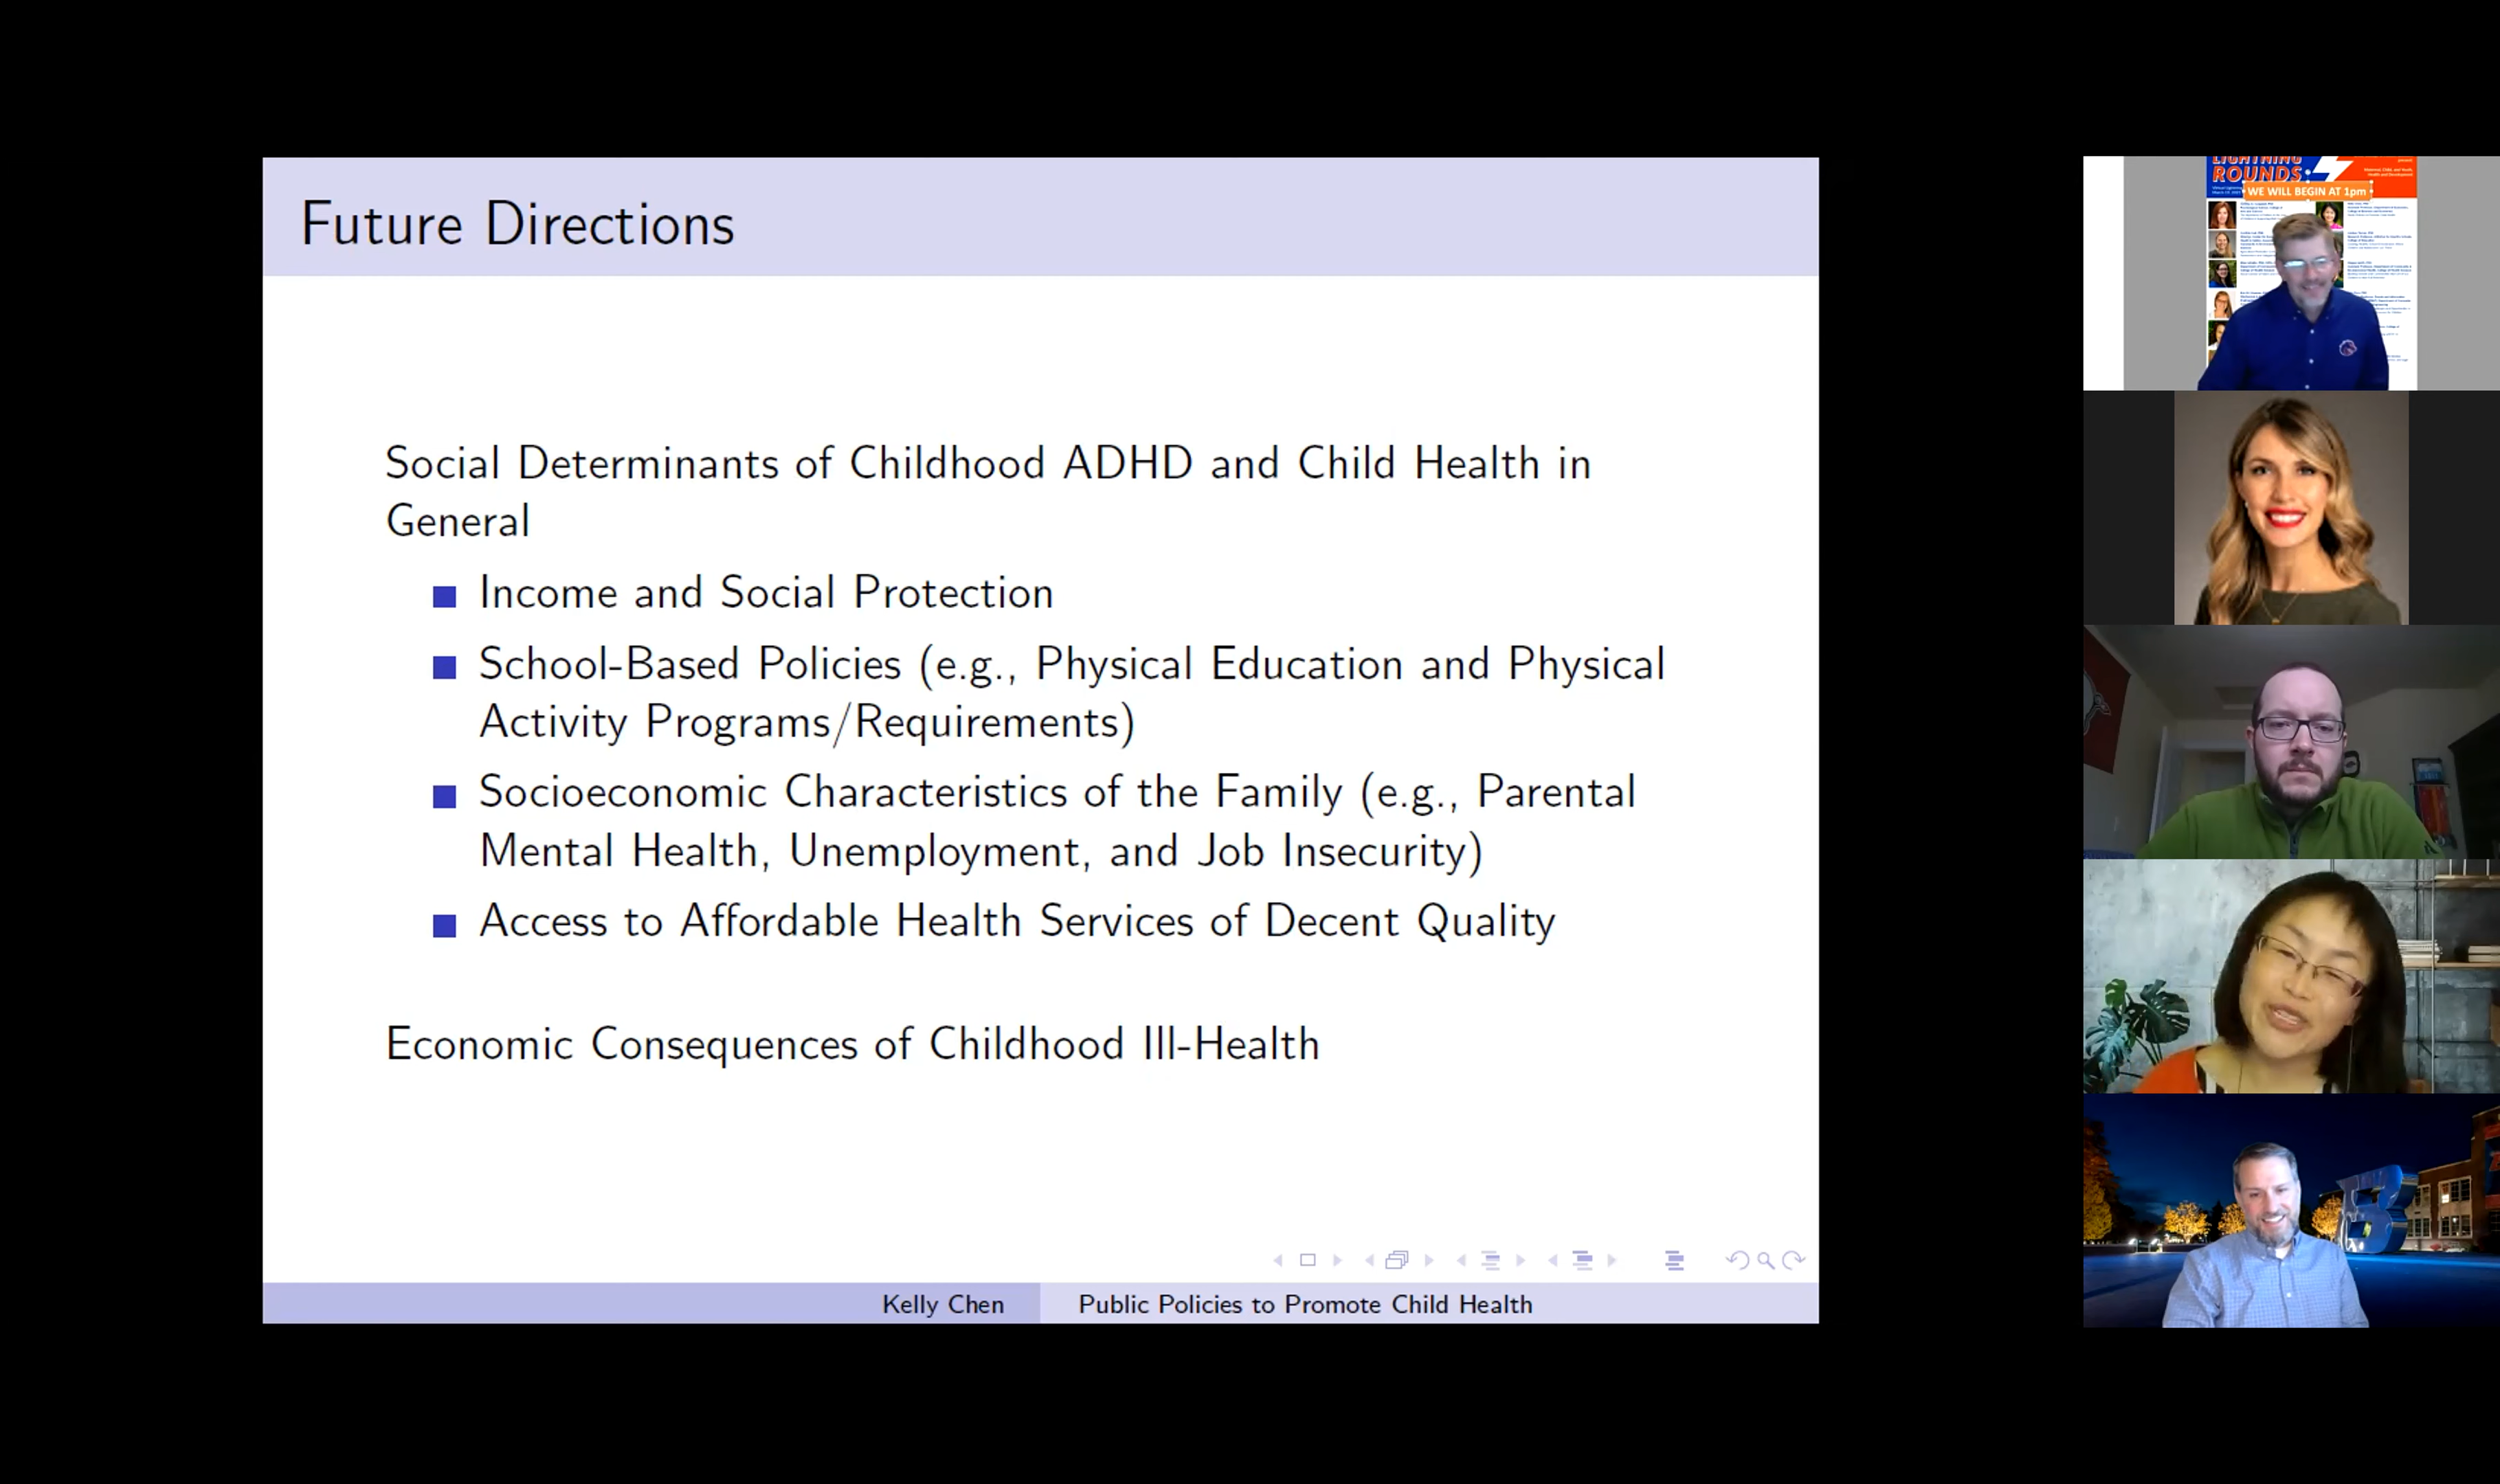 Future Directions
Social Determinants of Childhood ADHD and Child Health in
General
Income and Social Protection
School-Based Policies (e.g., Physical Education and Physical
Activity Programs/Requirements)
Socioeconomic Characteristics of the Family (e.g., Parental
Mental Health, Unemployment, and Job Insecurity)
Access to Affordable Health Services of Decent Quality
Economic Consequences of Childhood Ill-Health
Kelly Chen
Public Policies to Promote Child Health
LIGHTNING
ROUNDS
WE WILL BEGIN AT 1pm
B